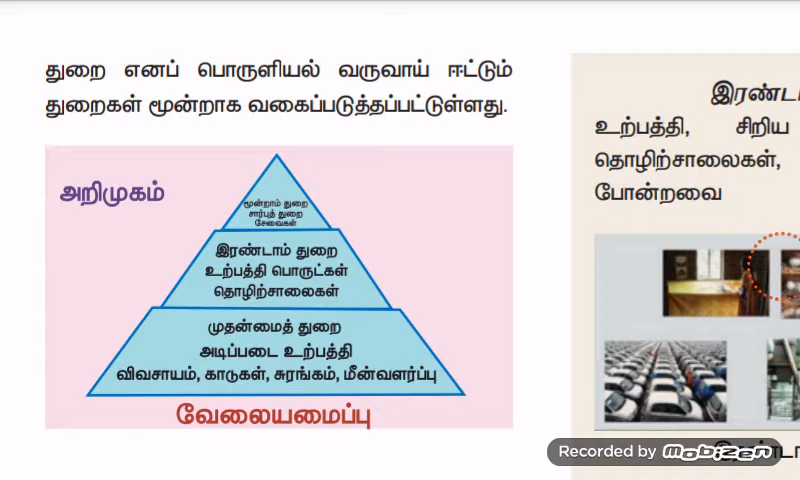 துறை எனப் பொருளியல் வருவாய் ஈட்டும்
துறைகள் மூன்றாக வகைப்படுத்தப்பட்டுள்ளது.
அறிமுகம்
மூன்றாம் துறை
சார்புத் துறை
சேவைகள்
இரண்டாம் துறை
உற்பத்தி பொருட்கள்
தொழிற்சாலைகள்
முதன்மைத் துறை
அடிப்படை உற்பத்தி
விவசாயம், காடுகள், சுரங்கம், மீன்வளர்ப்பு
வேலையமைப்பு
உற்பத்தி, சிறிய
தொழிற்சாலைகள்,
போன்றவை
Recorded by mobizen